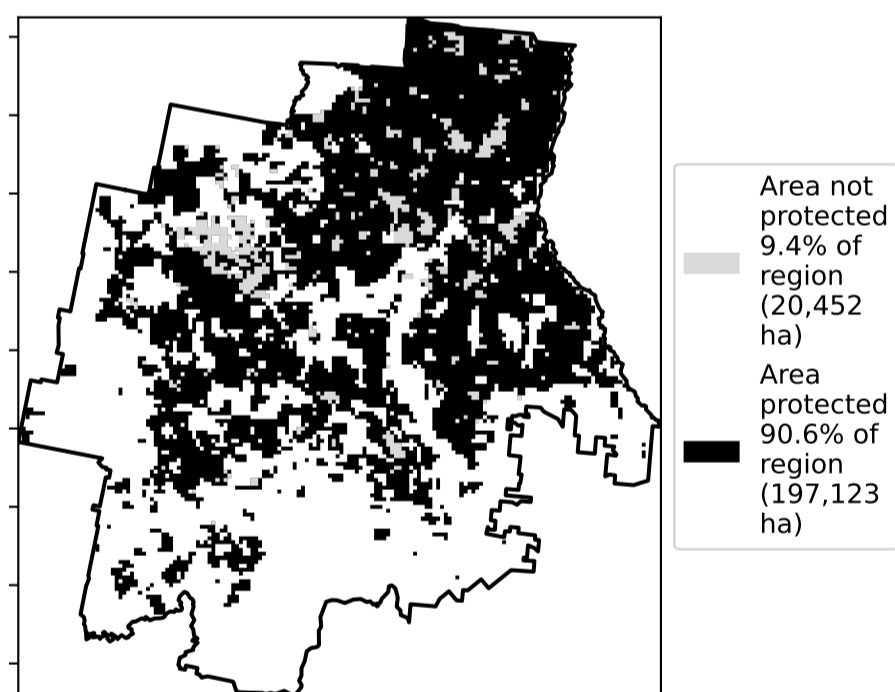 Area not
protected
9.4% of
region
(20,452
ha)
Area
protected
90.6% of
region
(197,123
ha)